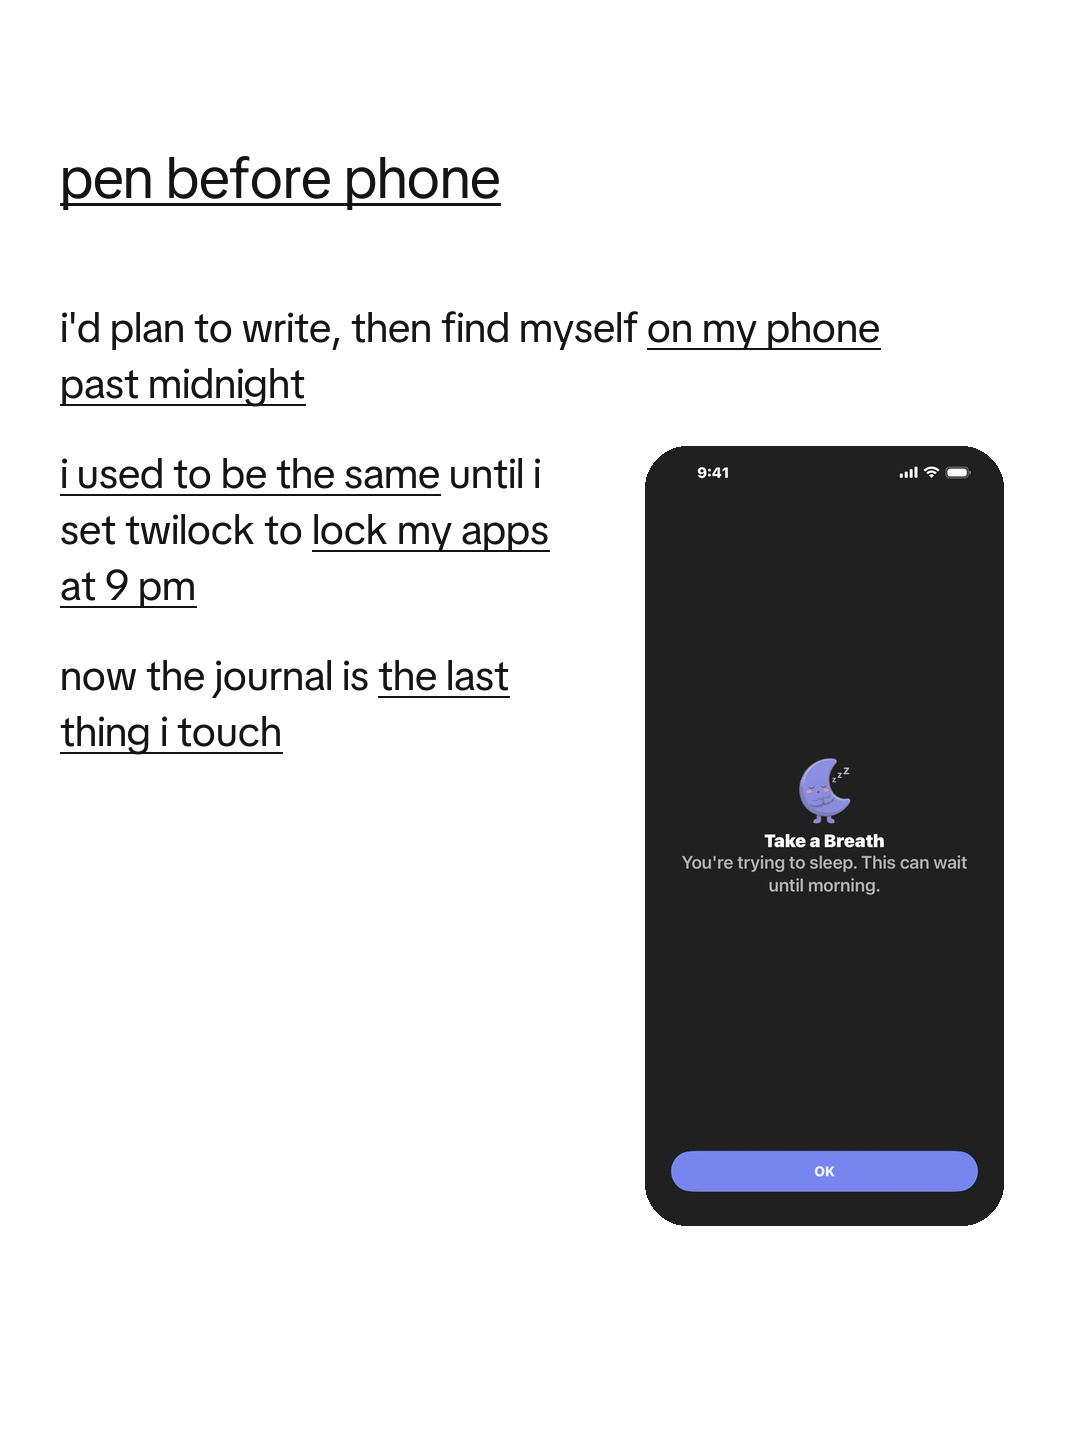 pen before phone
i'd plan to write, then find myself on my phone
past midnight
i used to be the same until i
set twilock to lock my apps
at 9 pm
now the journal is the last
thing i touch
9:41
z z z
Take a Breath
You're trying to sleep. This can wait
until morning.
OK